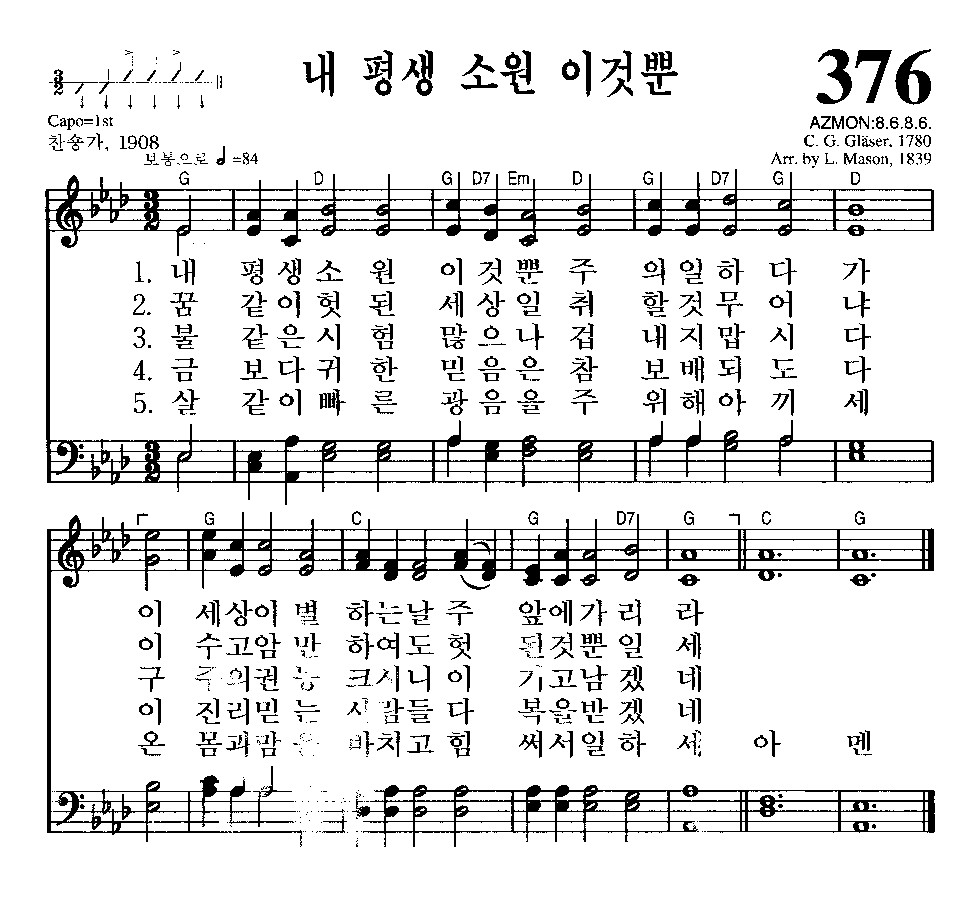 내 평생 소원 이것뿐
376
Capo=1st
찬송가, 1908
보통으로 =84
AZMON:8.6.8.6.
C. G. Gläser, 1780
Arr. by L. Mason, 1839
3 2
G D G D7 Em D G D7 G D
1. 내 평생소원 이것뿐주 의일하다 가
2. 꿈 같이헛된 세상일취 할것무어 냐
3. 불 같은시험 많으나겁 내지맙시 다
4. 금 보다귀한 믿음은참 보배되도 다
5. 살 같이빠른 광음을주 위해아끼 세
G C G D7 G C G
이 세상이별 하는날주 앞에가리 라
이 수고암만 하여도헛 된것뿐일 세
구 주의권능 크시니이 기고남겠 네
이 진리믿는 사람들다 복을받겠 네
온 몸과맘을 바치고힘 써서일하 세 아 멘